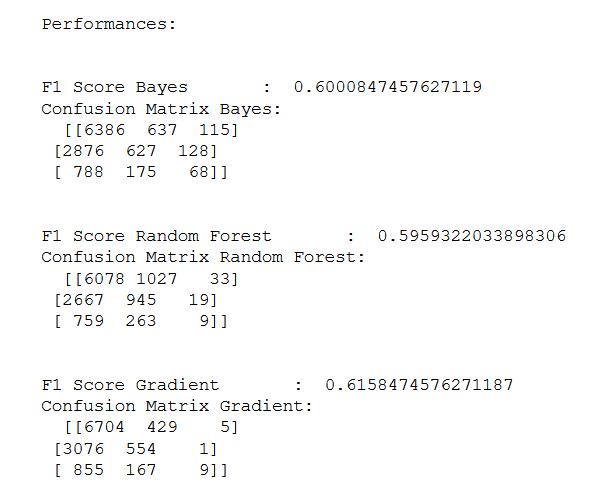 Performances:
F1 Score Bayes : 0.6000847457627119
Confusion Matrix Bayes:
[[6386 637 115]
[2876 627 128]
[ 788 175 68]]
F1 Score Random Forest : 0.5959322033898306
Confusion Matrix Random Forest:
[[6078 1027 33]
[2667 945 19]
[ 759 263 9]]
F1 Score Gradient : 0.6158474576271187
Confusion Matrix Gradient:
[[6704 429 5]
[3076 554 1]
[ 855 167 9]]